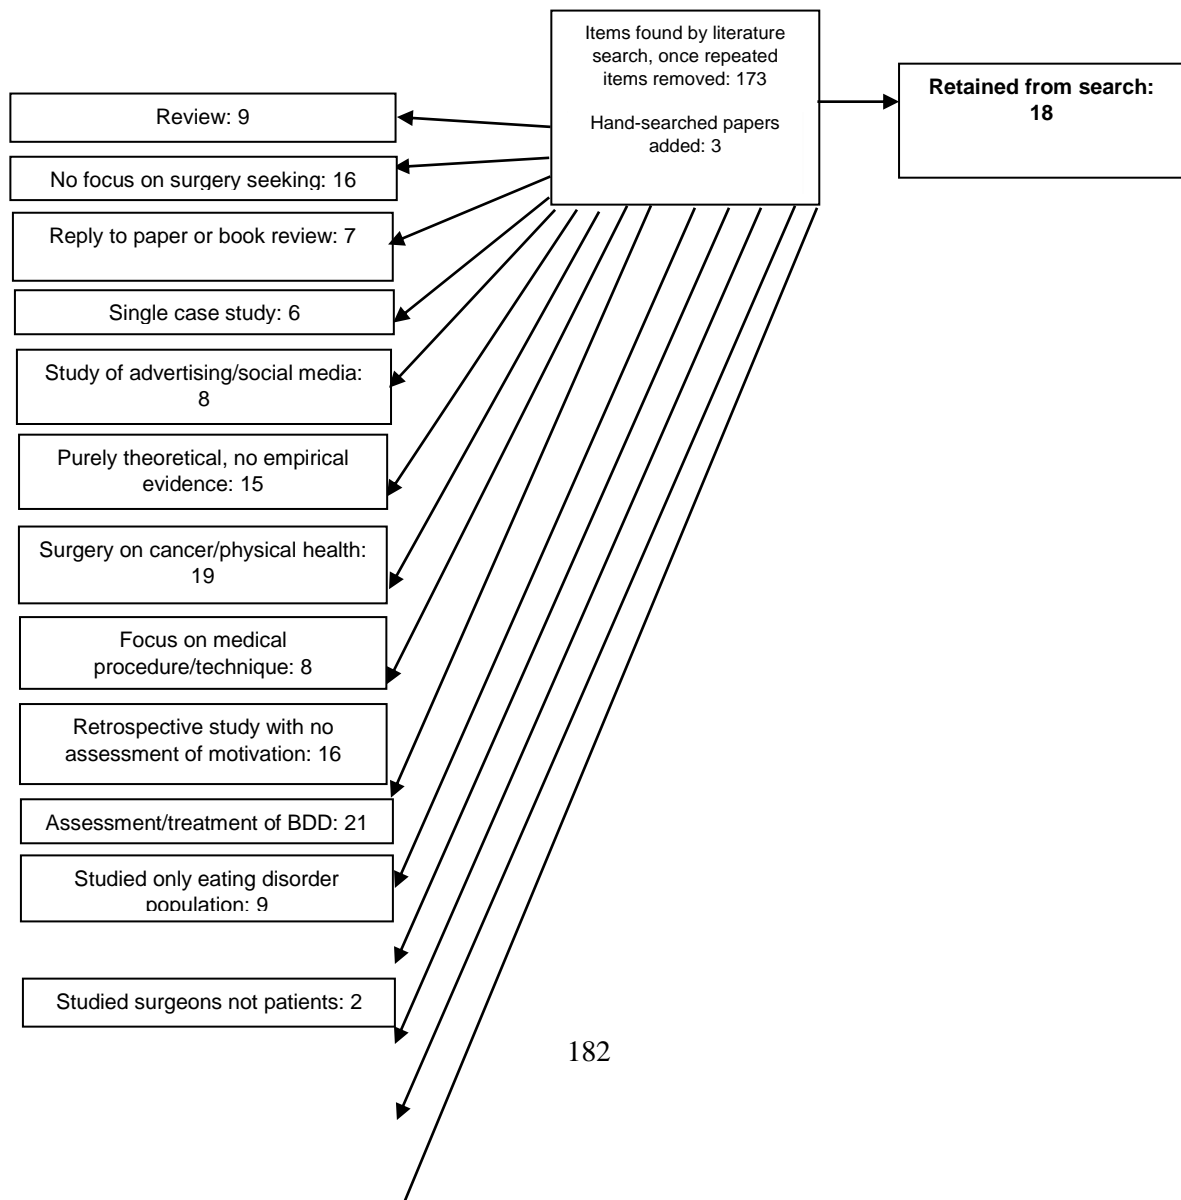 Items found by literature
search, once repeated
items removed: 173
Hand-searched papers
added: 3
Retained from search:
18
Review: 9
No focus on surgery seeking: 16
Reply to paper or book review: 7
Single case study: 6
Study of advertising/social media:
8
Purely theoretical, no empirical
evidence: 15
Surgery on cancer/physical health:
19
Focus on medical
procedure/technique: 8
Retrospective study with no
assessment of motivation: 16
Assessment/treatment of BDD: 21
Studied only eating disorder
population: 9
Studied surgeons not patients: 2
182